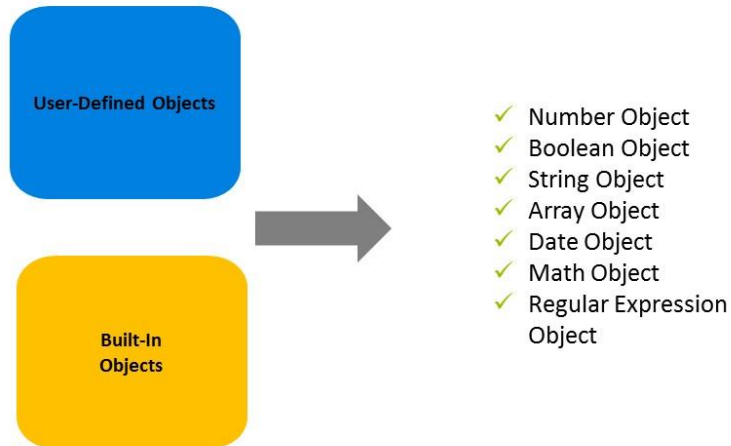 User-Defined Objects
Built-In
Objects
Number Object
Boolean Object
String Object
Array Object
Date Object
Math Object
Regular Expression
Object